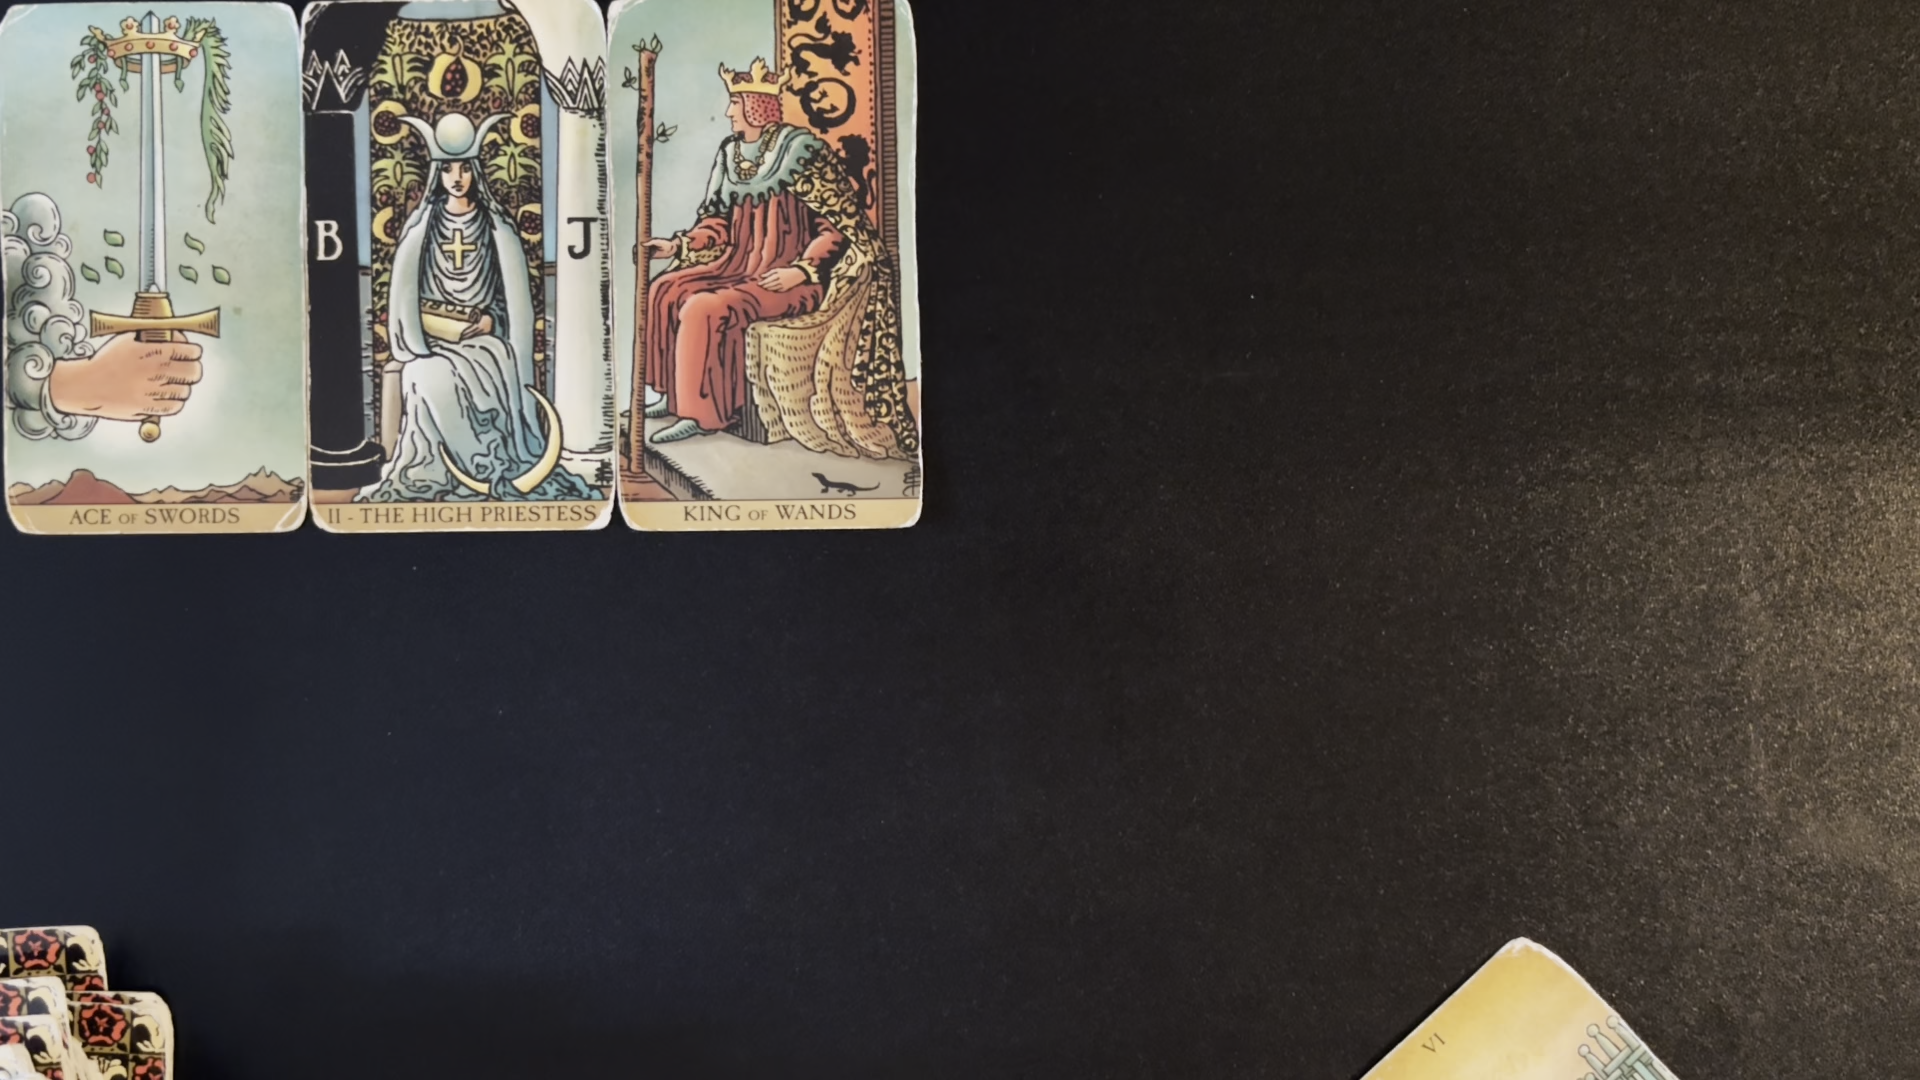 B
J
ACE OF SWORDS
II - THE HIGH PRIESTESS
KING OF WANDS
VI